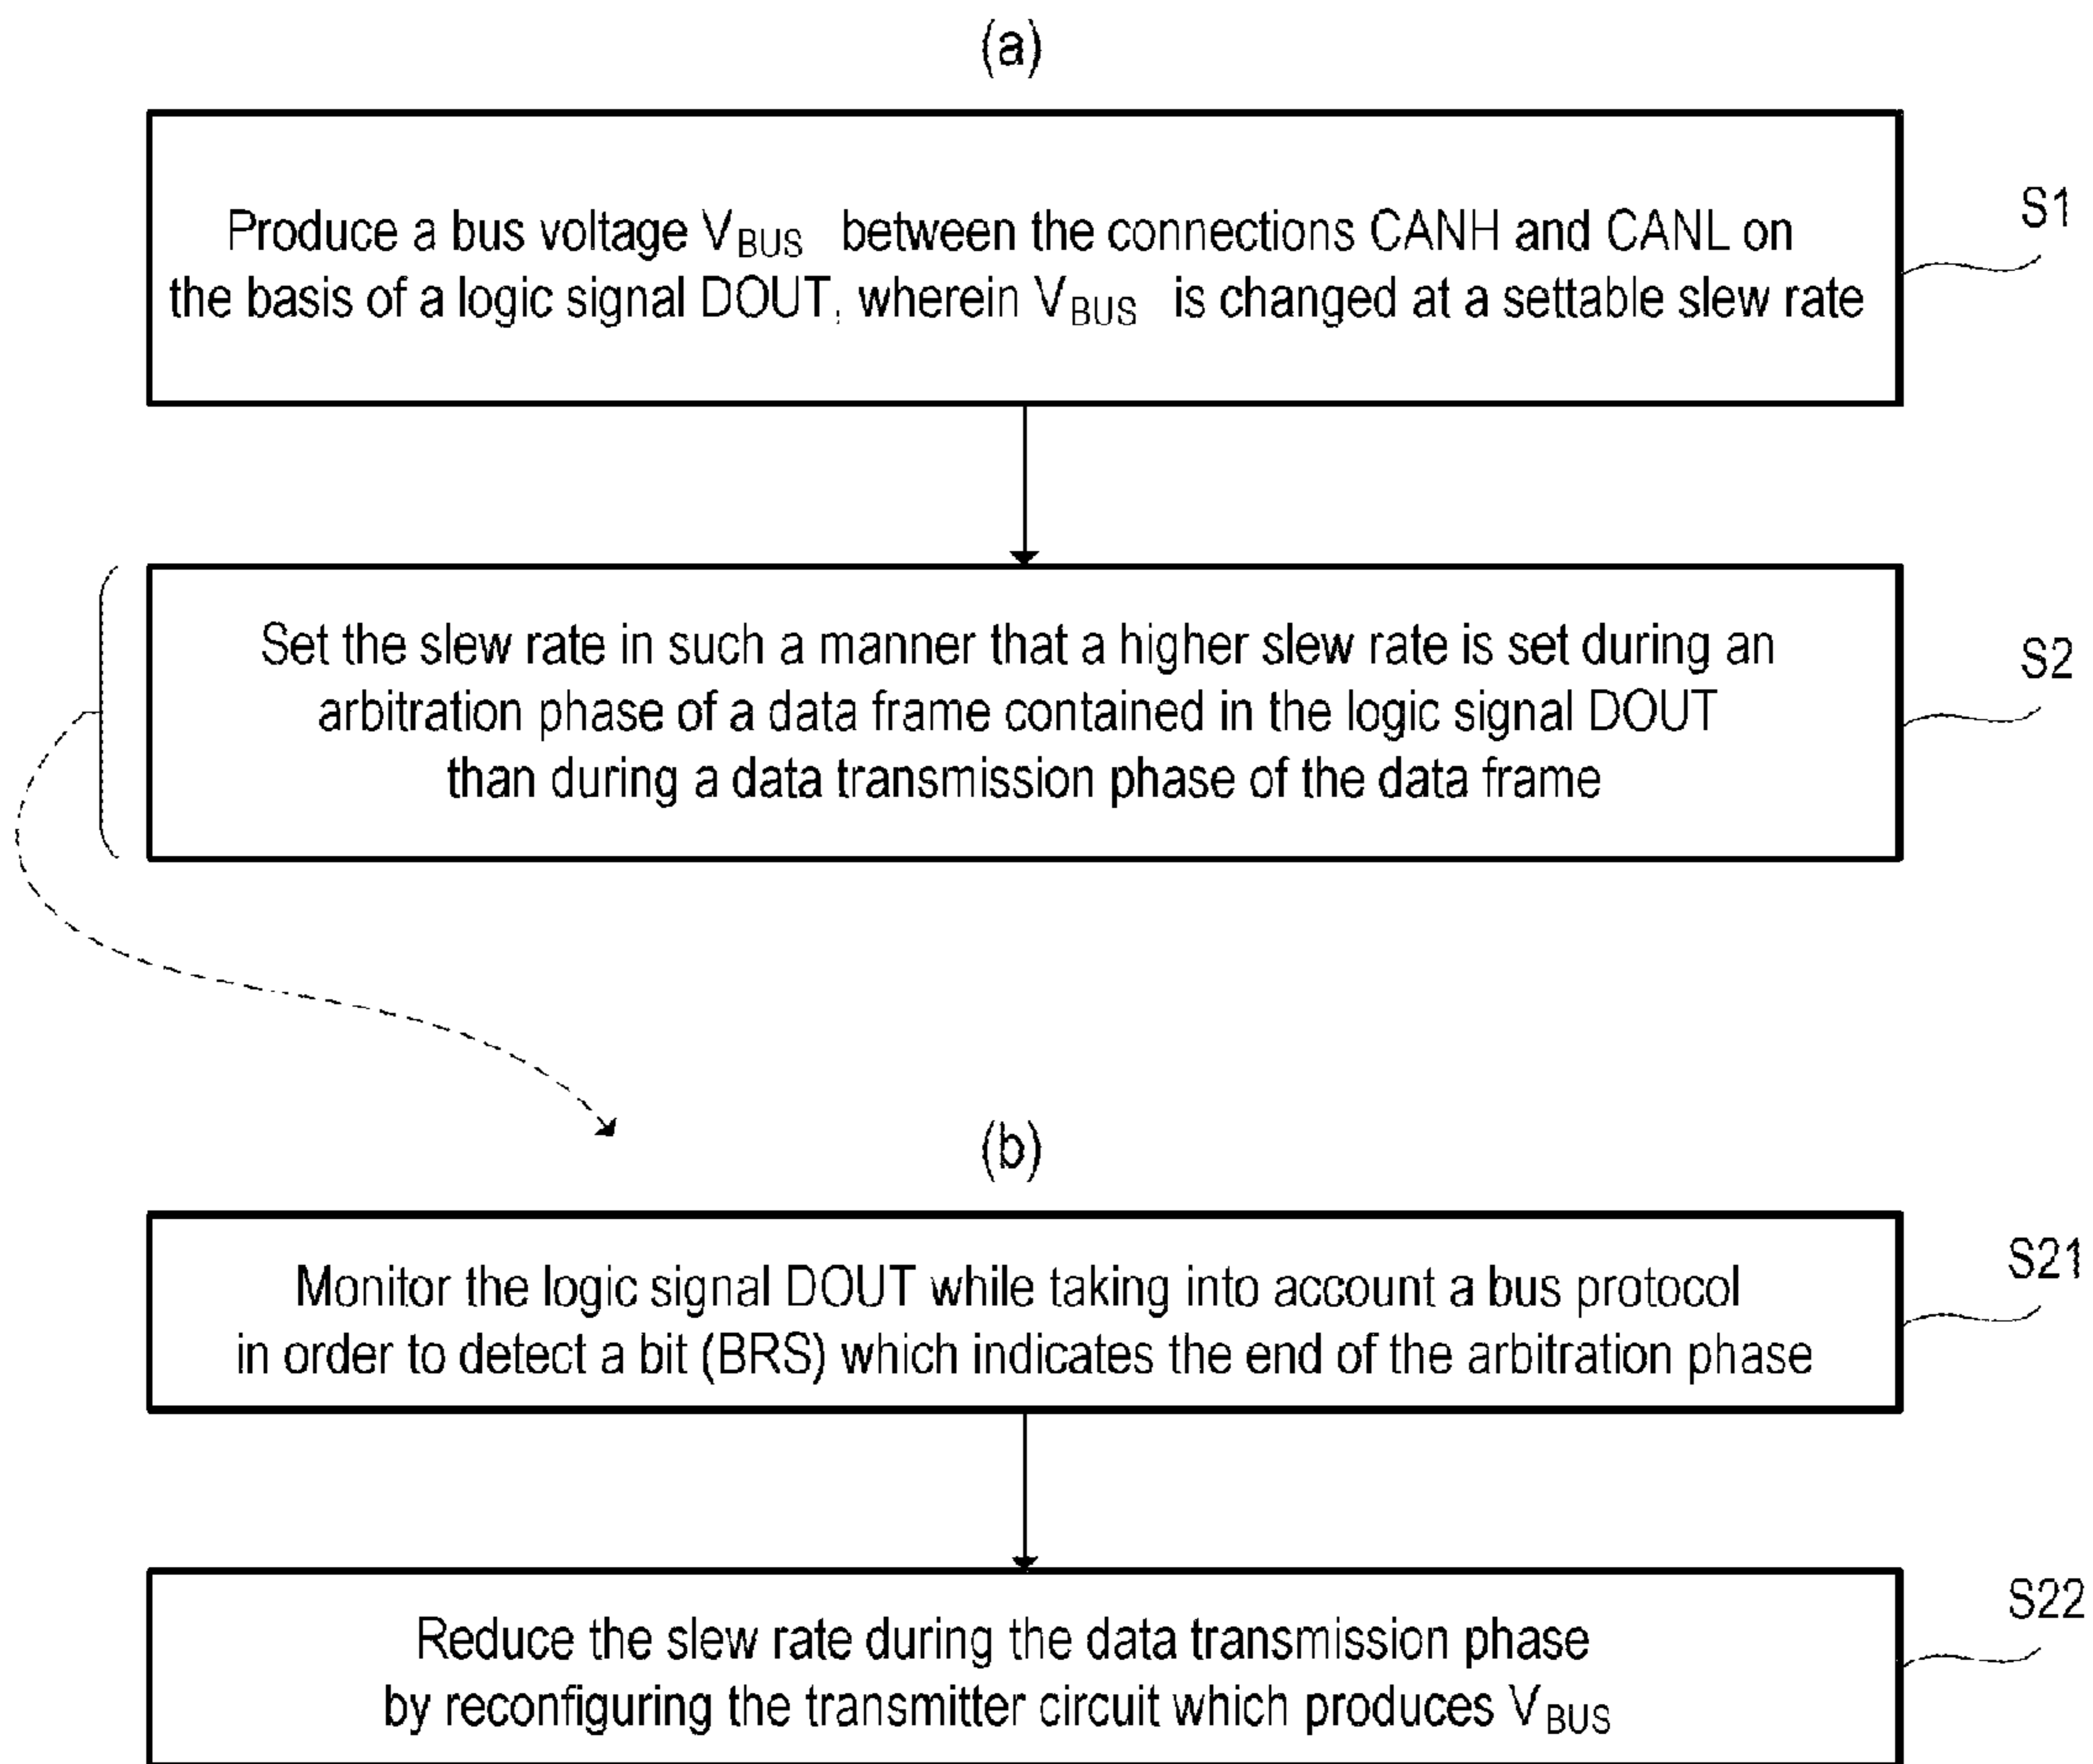 (a)
Produce a bus voltage VBUS between the connections CANH and CANL on
the basis of a logic signal DOUT, wherein VBUS is changed at a settable slew rate
S1
Set the slew rate in such a manner that a higher slew rate is set during an
arbitration phase of a data frame contained in the logic signal DOUT
than during a data transmission phase of the data frame
S2
(b)
Monitor the logic signal DOUT while taking into account a bus protocol
in order to detect a bit (BRS) which indicates the end of the arbitration phase
S21
Reduce the slew rate during the data transmission phase
by reconfiguring the transmitter circuit which produces VBUS
S22